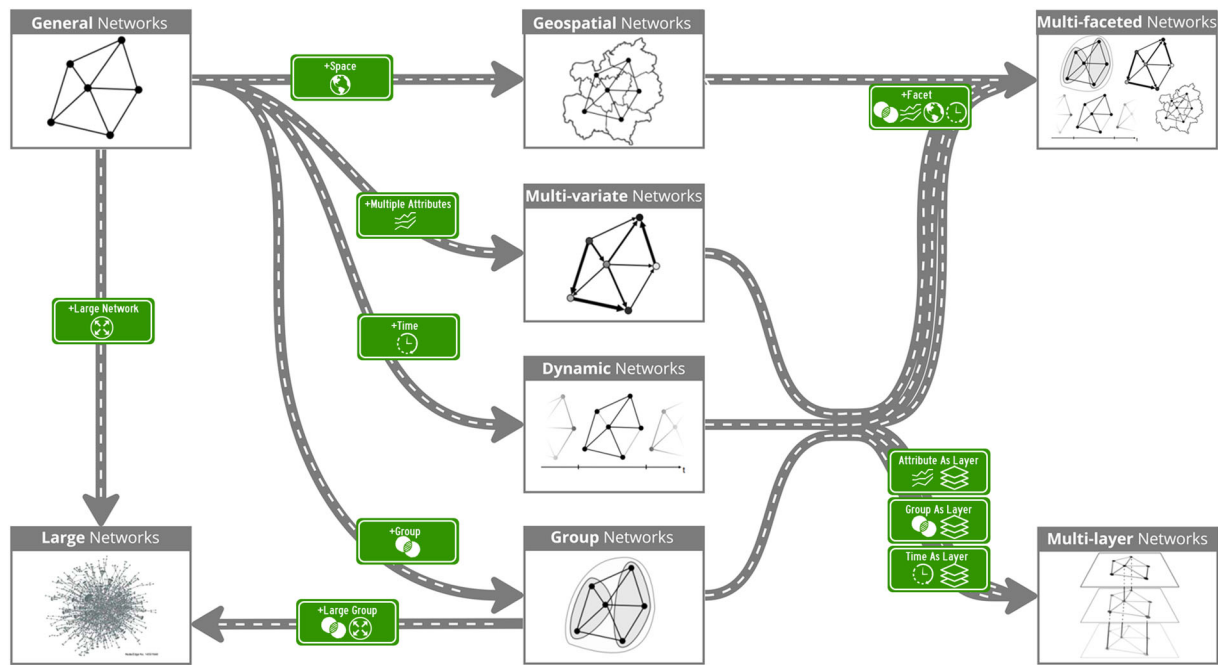 General Networks
Geospatial Networks
Multi-faceted Networks
+Space
+Facet
t
Multi-variate Networks
+Multiple Attributes
+Large Network
+Time
Dynamic Networks
t
Attribute As Layer
Group As Layer
Time As Layer
+Group
Large Networks
Group Networks
Multi-layer Networks
+Large Group